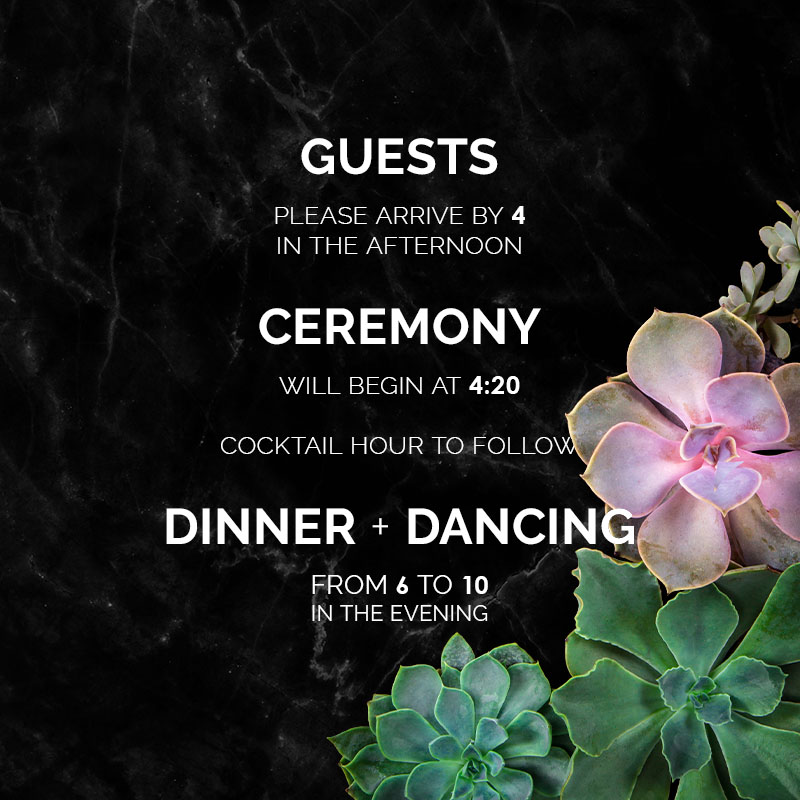 GUESTS
PLEASE ARRIVE BY 4
IN THE AFTERNOON
CEREMONY
WILL BEGIN AT 4:20
COCKTAIL HOUR TO FOLLOW
DINNER + DANCING
FROM 6 TO 10
IN THE EVENING